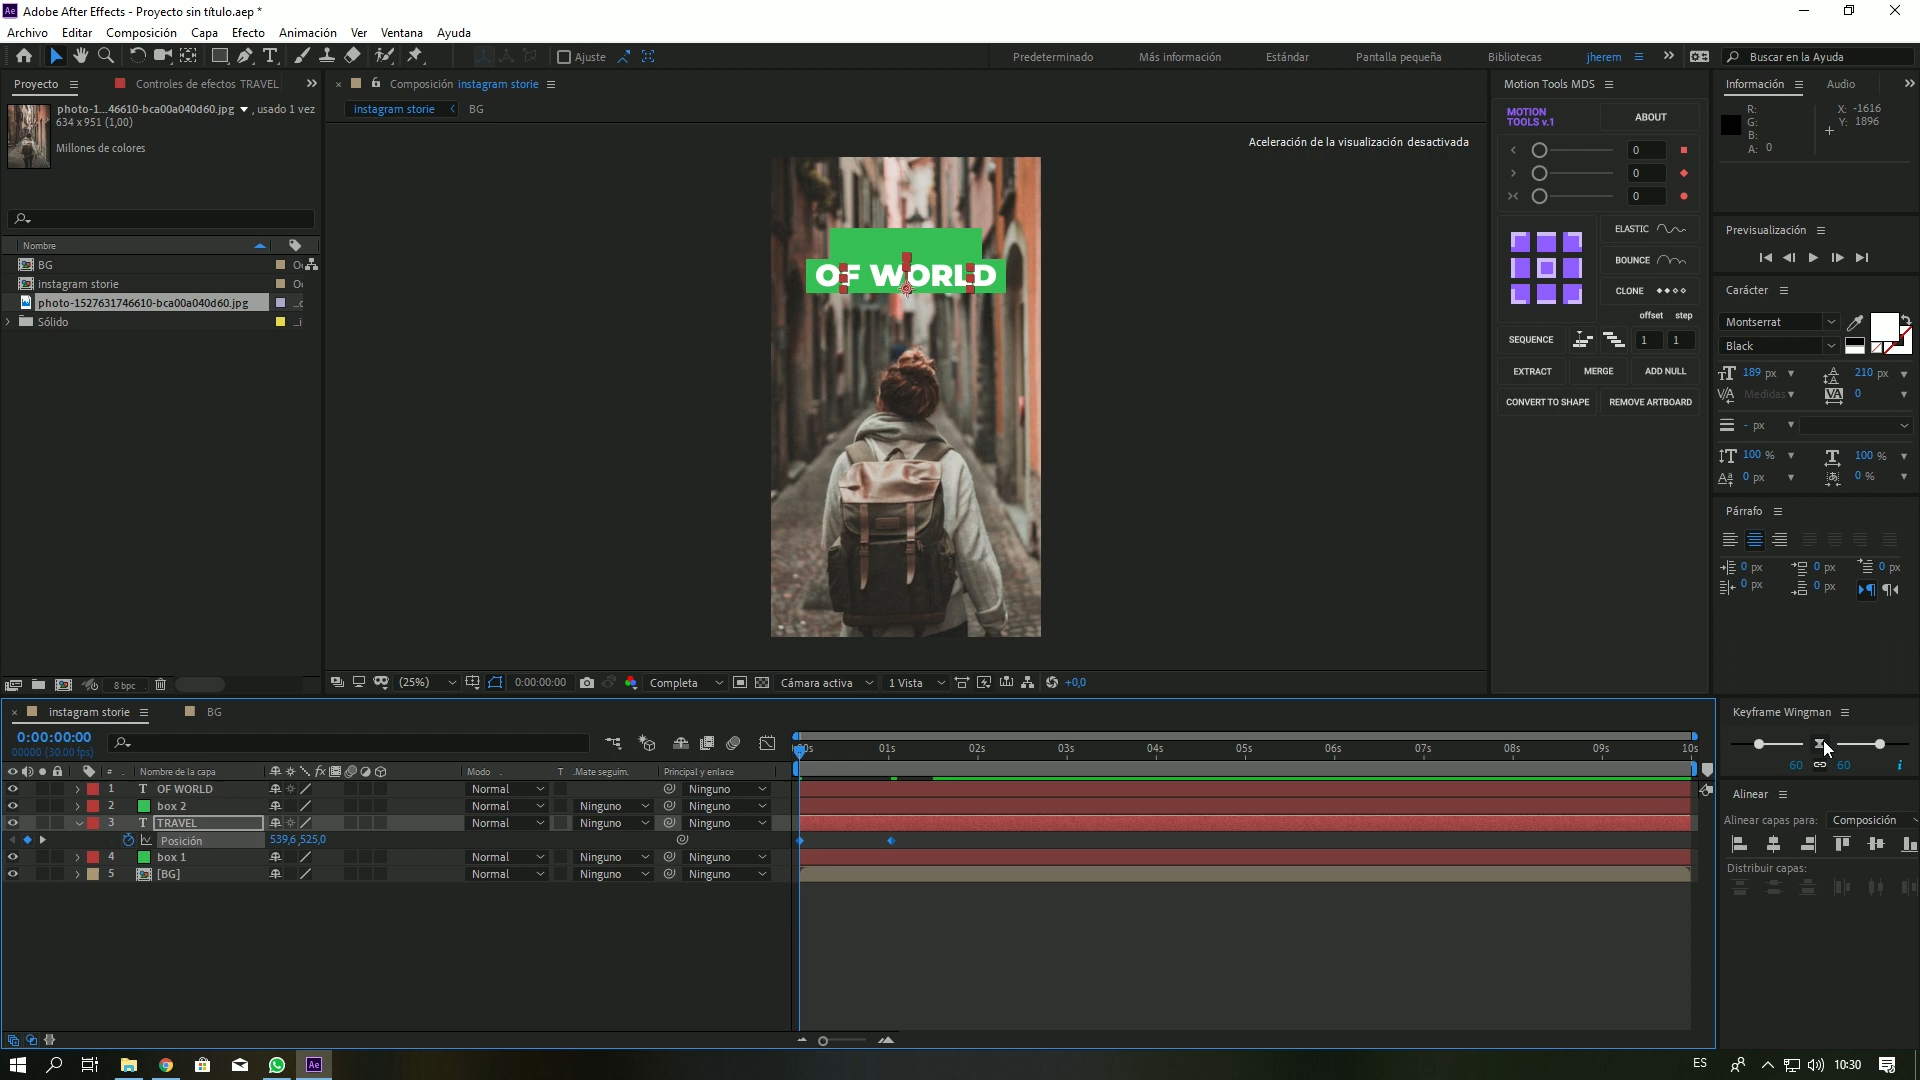 Adobe After Effects - Proyecto sin título.aep *
Archivo Editar Composición Capa Efecto Animación Ver Ventana Ayuda
Ajuste Predeterminado Más información Estándar Pantalla pequeña Bibliotecas jherem Buscar en la Ayuda
Proyecto Controles de efectos TRAVEL
photo-1...46610-bca00a040d60.jpg , usado 1 vez
634 x 951 (1,00)
Millones de colores
Nombre
BG
instagram storie
photo-1527631746610-bca00a040d60.jpg
Sólido
8 bpc
Composición instagram storie
instagram storie BG
Aceleración de la visualización desactivada
OF WORLD
(25%) 0:00:00:00 Completa Cámara activa 1 Vista +0,0
Motion Tools MDS
MOTION
TOOLS v.1
ABOUT
0
0
0
ELASTIC
BOUNCE
CLONE
offset step
SEQUENCE 1 1
EXTRACT MERGE ADD NULL
CONVERT TO SHAPE REMOVE ARTBOARD
Información Audio
R: X: -1616
G: Y: 1896
B:
A: 0
Previsualización
Carácter
Montserrat
Black
189 px 210 px
Medidas 0
- px
100 % 100 %
0 px 0 %
Párrafo
0 px 0 px 0 px
0 px 0 px
instagram storie BG
0:00:00:00
00000 (30.00 fps)
00s 01s 02s 03s 04s 05s 06s 07s 08s 09s 10s
# Nombre de la capa fx Modo T .Mate seguim. Principal y enlace
1 T OF WORLD Normal Ninguno
2 box 2 Normal Ninguno Ninguno
3 T TRAVEL Normal Ninguno Ninguno
Posición 539,6,525,0
4 box 1 Normal Ninguno Ninguno
5 [BG] Normal Ninguno Ninguno
Keyframe Wingman
60 60 i
Alinear
Alinear capas para: Composición
Distribuir capas:
Ae ES 10:30